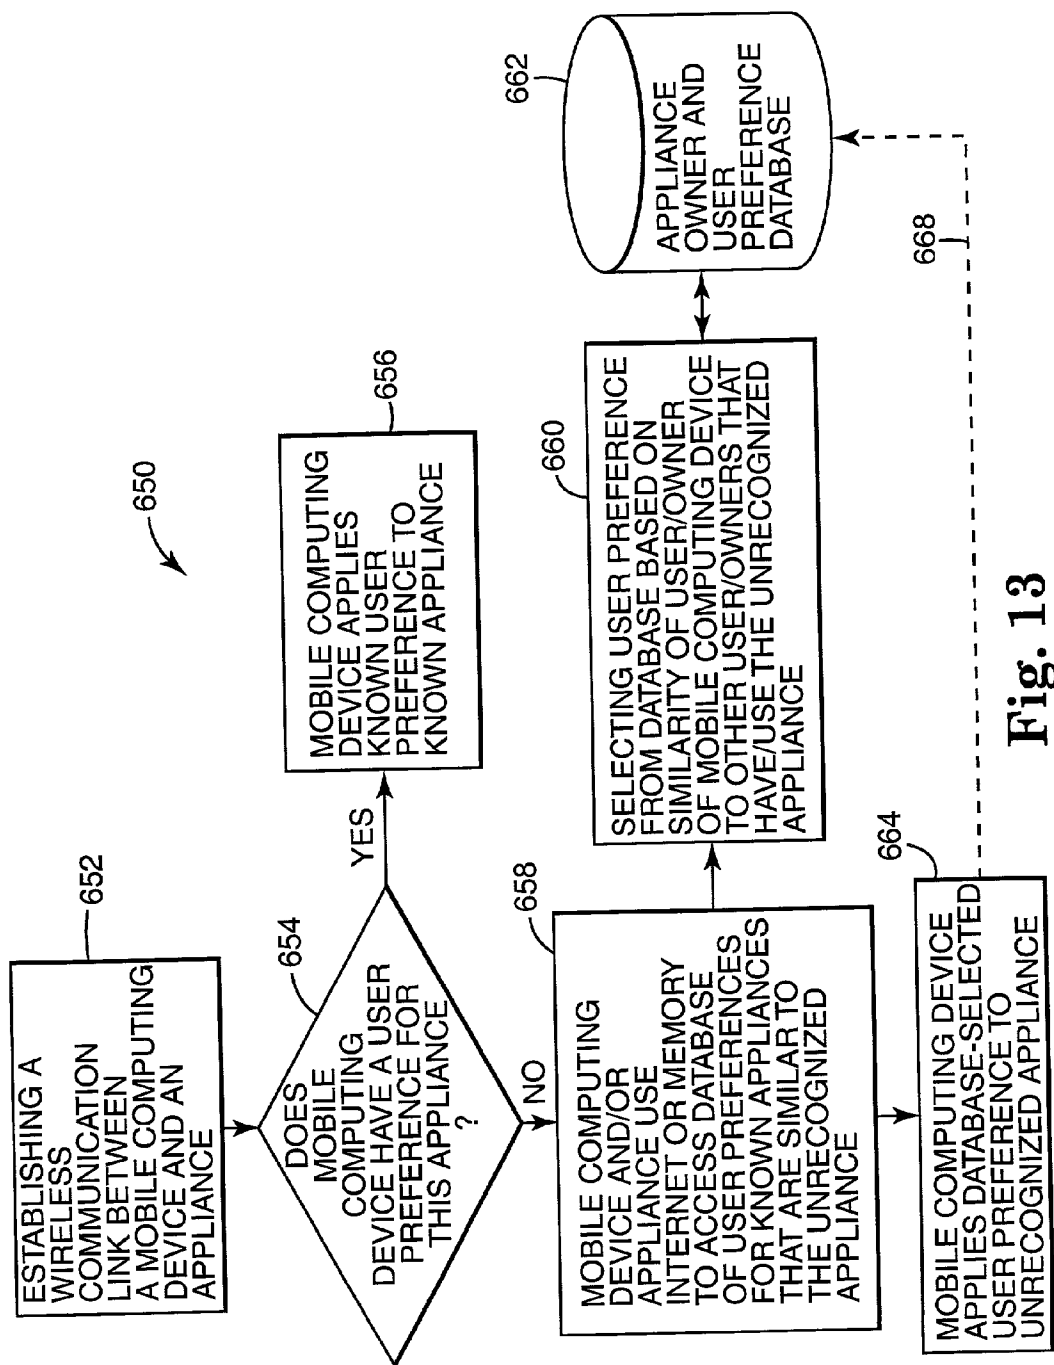 650
652
ESTABLISHING A
WIRELESS
COMMUNICATION
LINK BETWEEN
A MOBILE COMPUTING
DEVICE AND AN
APPLIANCE
654
DOES
MOBILE
COMPUTING
DEVICE HAVE A USER
PREFERENCE FOR
THIS APPLIANCE
?
YES
656
MOBILE COMPUTING
DEVICE APPLIES
KNOWN USER
PREFERENCE TO
KNOWN APPLIANCE
NO
658
MOBILE COMPUTING
DEVICE AND/OR
APPLIANCE USE
INTERNET OR MEMORY
TO ACCESS DATABASE
OF USER PREFERENCES
FOR KNOWN APPLIANCES
THAT ARE SIMILAR TO
THE UNRECOGNIZED
APPLIANCE
660
SELECTING USER PREFERENCE
FROM DATABASE BASED ON
SIMILARITY OF USER/OWNER
OF MOBILE COMPUTING DEVICE
TO OTHER USER/OWNERS THAT
HAVE/USE THE UNRECOGNIZED
APPLIANCE
662
APPLIANCE
OWNER AND
USER
PREFERENCE
DATABASE
664
MOBILE COMPUTING DEVICE
APPLIES DATABASE-SELECTED
USER PREFERENCE TO
UNRECOGNIZED APPLIANCE
668
Fig. 13